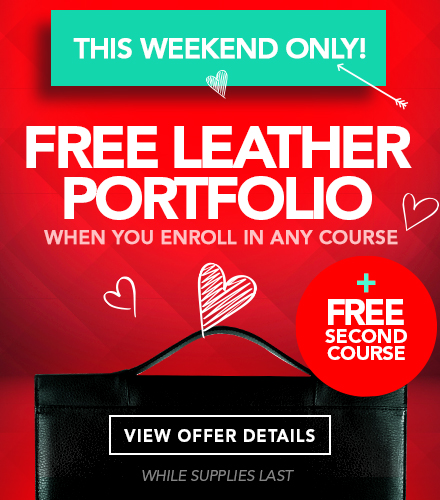 THIS WEEKEND ONLY!
FREE LEATHER
PORTFOLIO
WHEN YOU ENROLL IN ANY COURSE
+
FREE
SECOND
COURSE
VIEW OFFER DETAILS
WHILE SUPPLIES LAST